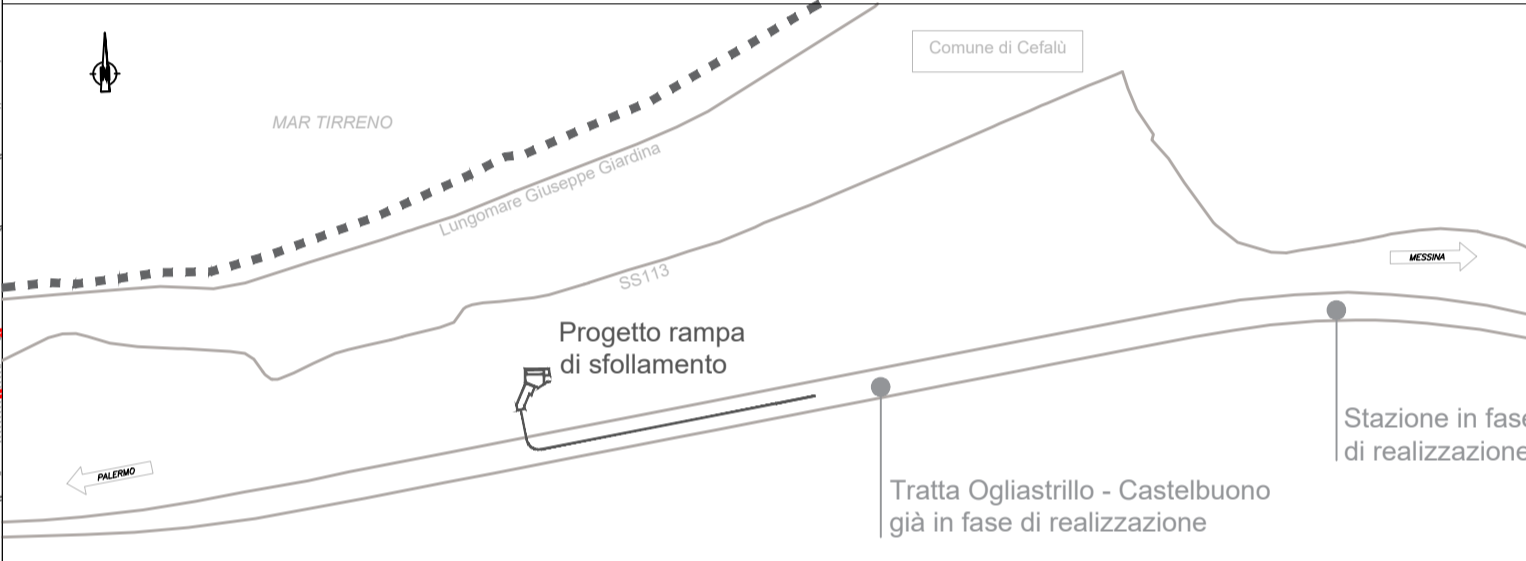 Comune di Cefalù
N
MAR TIRRENO
Lungomare Giuseppe Giardina
SS113
MESSINA
Progetto rampa
di sfollamento
Stazione in fase
di realizzazione
PALERMO
Tratta Ogliastrillo - Castelbuono
già in fase di realizzazione